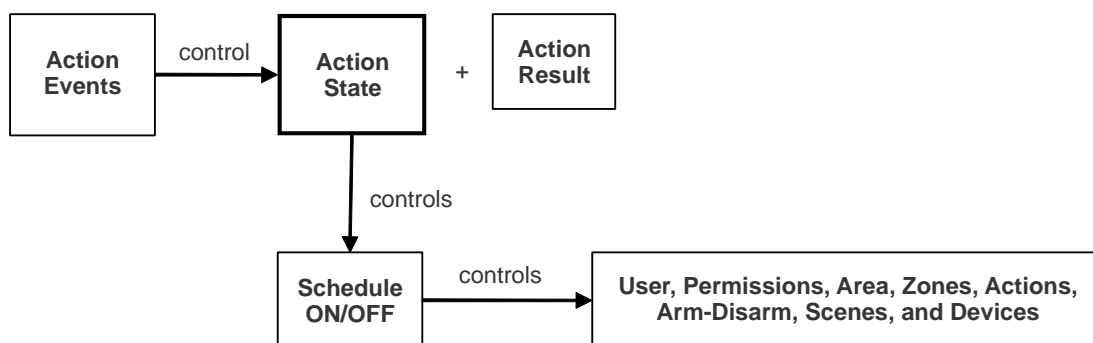 Action
Events
control
Action
State
+
Action
Result
controls
Schedule
ON/OFF
controls
User, Permissions, Area, Zones, Actions,
Arm-Disarm, Scenes, and Devices